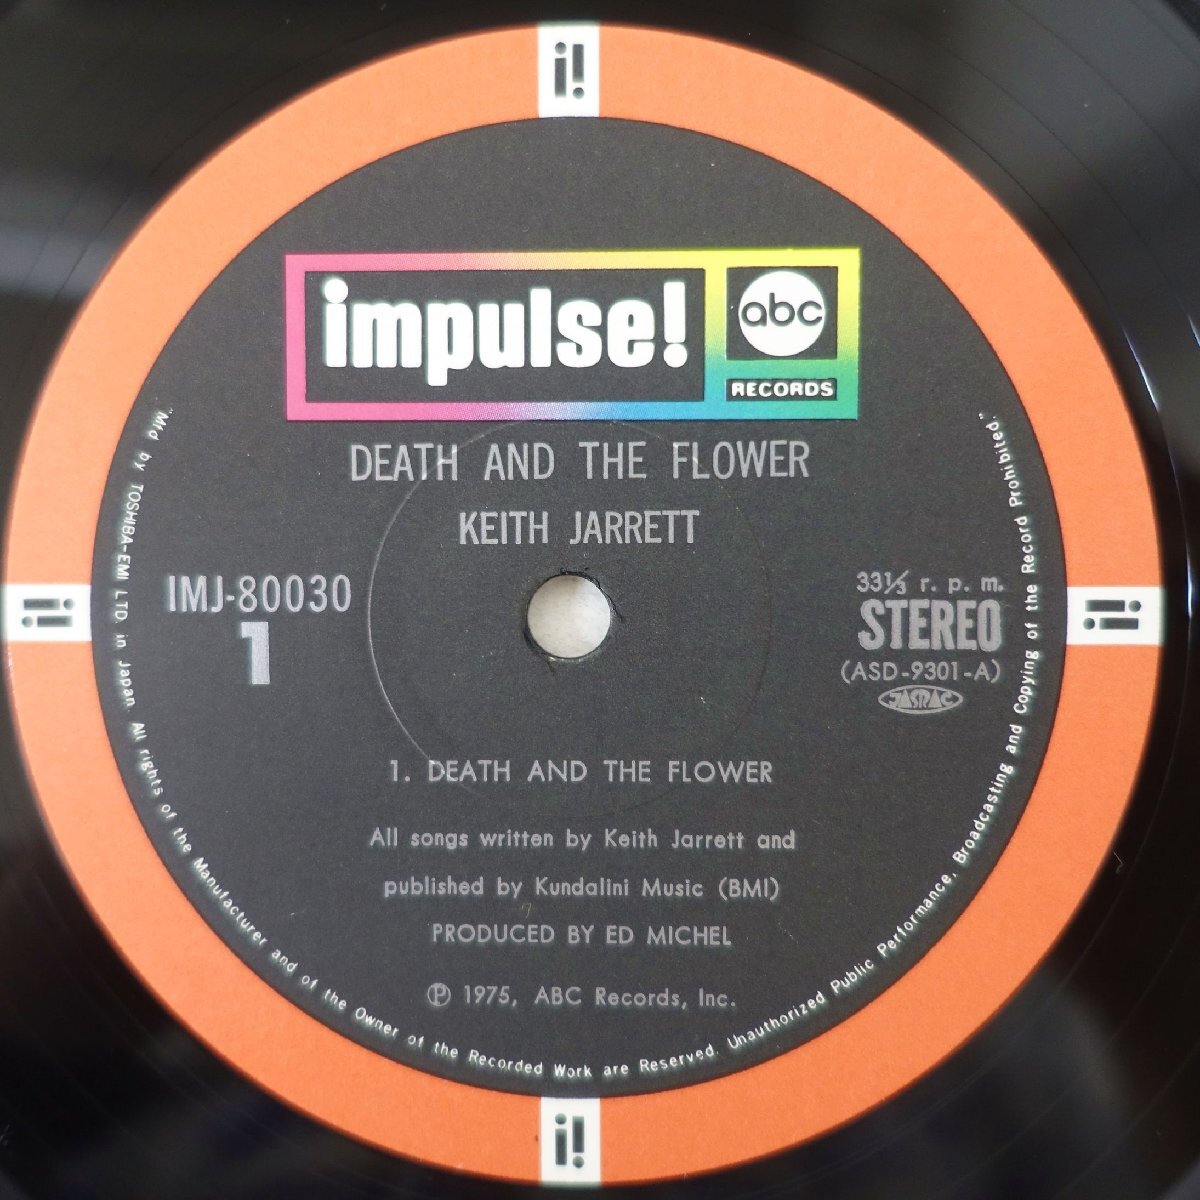 i!
impulse!
abc
RECORDS
DEATH AND THE FLOWER
KEITH JARRETT
IMJ-80030
1
33⅓ r. p. m.
STEREO
(ASD-9301-A)
JASRAC
i!
i!
1. DEATH AND THE FLOWER
All songs written by Keith Jarrett and
published by Kundalini Music (BMI)
PRODUCED BY ED MICHEL
Ⓟ 1975, ABC Records, Inc.
"Mfd by TOSHIBA-EMI LTD. in Japan. All rights of the Manufacturer and of the Owner of the Recorded Work are Reserved. Unauthorized Public Performance, Broadcasting and Copying of the Record Prohibited."
i!